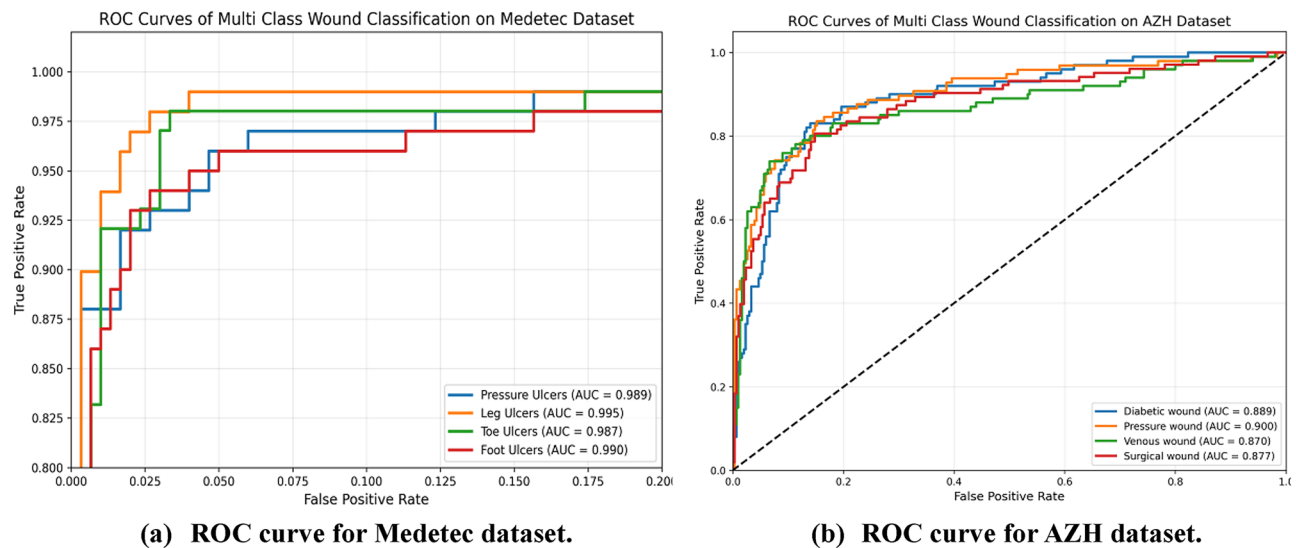 ROC Curves of Multi Class Wound Classification on Medetec Dataset
True Positive Rate
1.000
0.975
0.950
0.925
0.900
0.875
0.850
0.825
0.800
Pressure Ulcers (AUC = 0.989)
Leg Ulcers (AUC = 0.995)
Toe Ulcers (AUC = 0.987)
Foot Ulcers (AUC = 0.990)
0.000 0.025 0.050 0.075 0.100 0.125 0.150 0.175 0.20
False Positive Rate
(a) ROC curve for Medetec dataset.
ROC Curves of Multi Class Wound Classification on AZH Dataset
True Positive Rate
1.0
0.8
0.6
0.4
0.2
0.0
Diabetic wound (AUC = 0.889)
Pressure wound (AUC = 0.900)
Venous wound (AUC = 0.870)
Surgical wound (AUC = 0.877)
0.0 0.2 0.4 0.6 0.8 1.0
False Positive Rate
(b) ROC curve for AZH dataset.